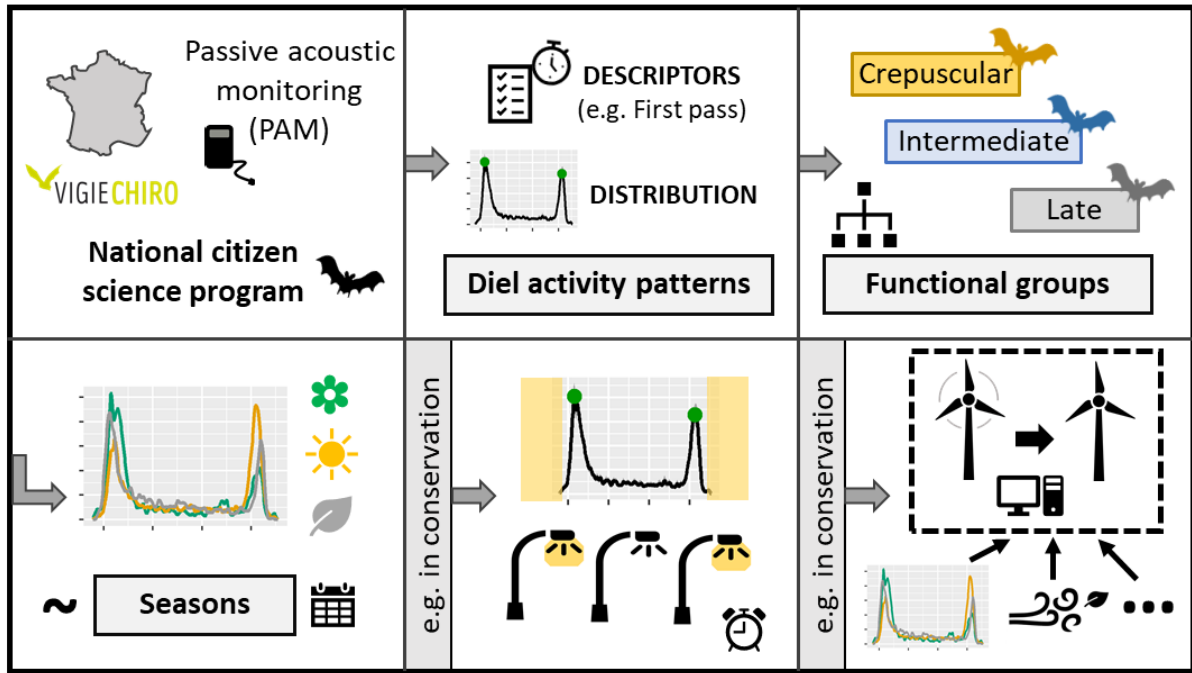 Passive acoustic
monitoring
(PAM)
VIGIECHIRO
National citizen
science program
DESCRIPTORS
(e.g. First pass)
DISTRIBUTION
Diel activity patterns
Crepuscular
Intermediate
Late
Functional groups
~ Seasons
e.g. in conservation
e.g. in conservation